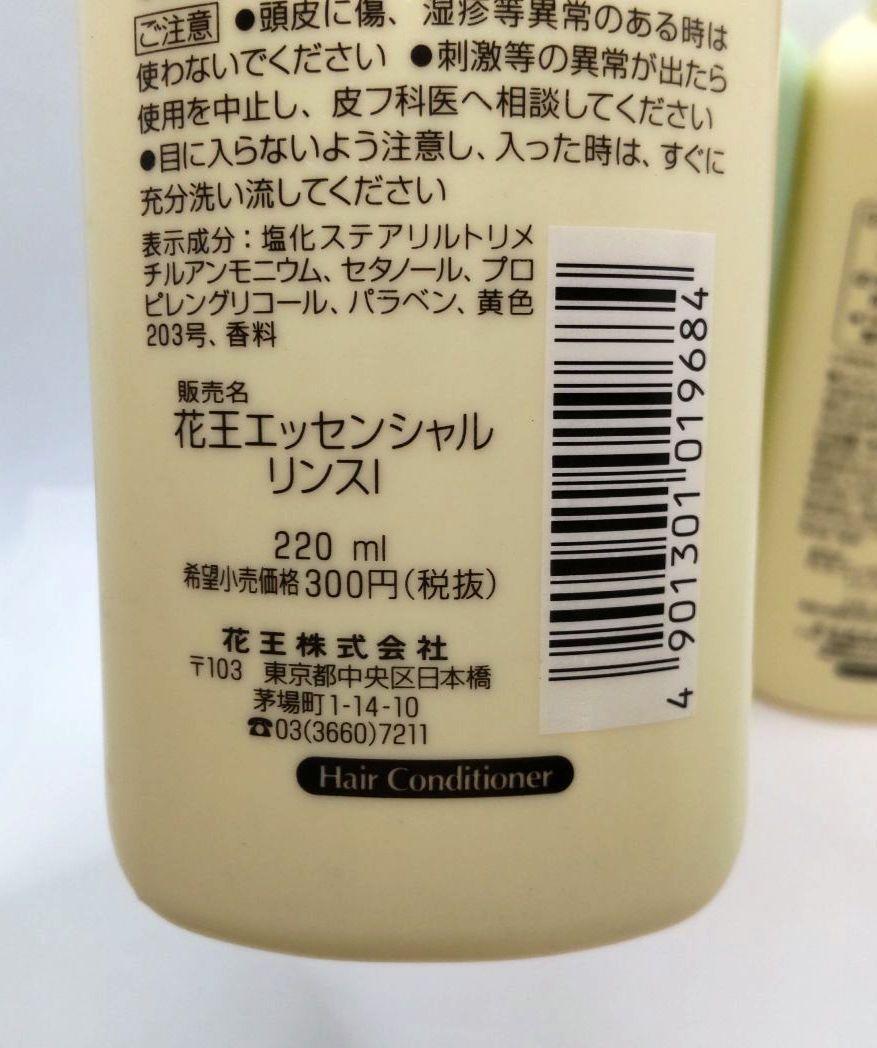 ご注意 ●頭皮に傷、湿疹等異常のある時は
使わないでください ●刺激等の異常が出たら
使用を中止し、皮フ科医へ相談してください
●目に入らないよう注意し、入った時は、すぐに
充分洗い流してください
表示成分：塩化ステアリルトリメ
チルアンモニウム、セタノール、プロ
ピレングリコール、パラベン、黄色
203号、香料
販売名
花王エッセンシャル
リンスI
220 ml
希望小売価格300円(税抜)
花王株式会社
〒103 東京都中央区日本橋
茅場町1-14-10
☎03(3660)7211
Hair Conditioner
4 901301 019684